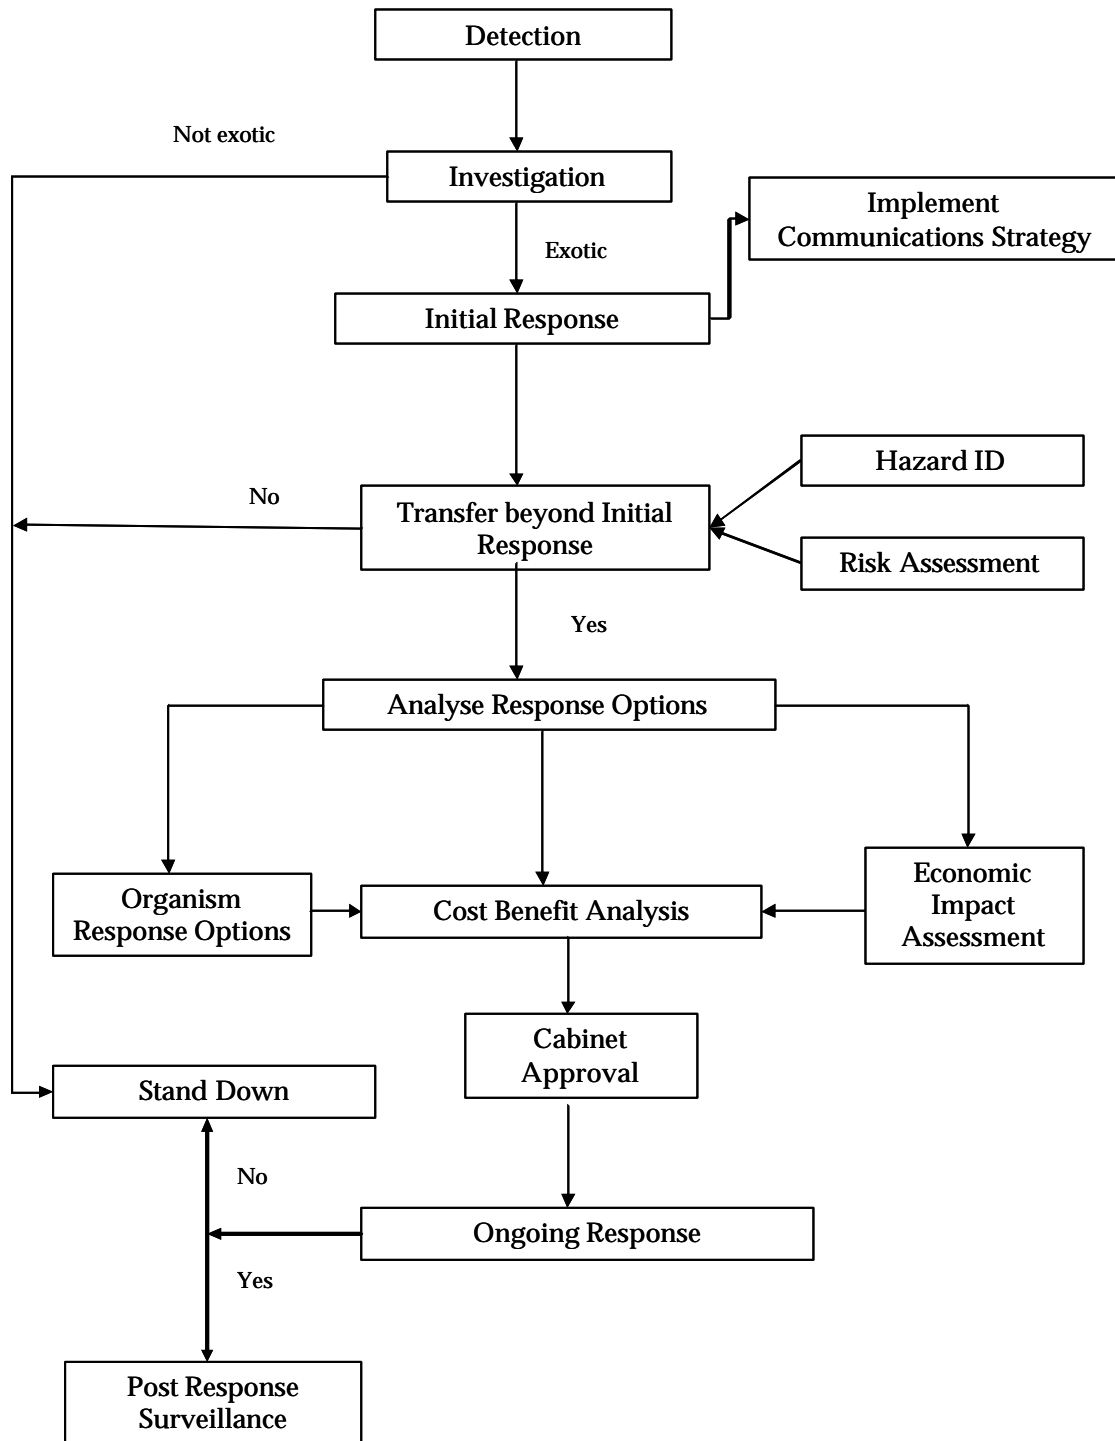 Detection
Not exotic
Investigation
Implement
Communications Strategy
Exotic
Initial Response
Hazard ID
No
Transfer beyond Initial
Response
Risk Assessment
Yes
Analyse Response Options
Organism
Response Options
Cost Benefit Analysis
Economic
Impact
Assessment
Cabinet
Approval
Stand Down
No
Ongoing Response
Yes
Post Response
Surveillance